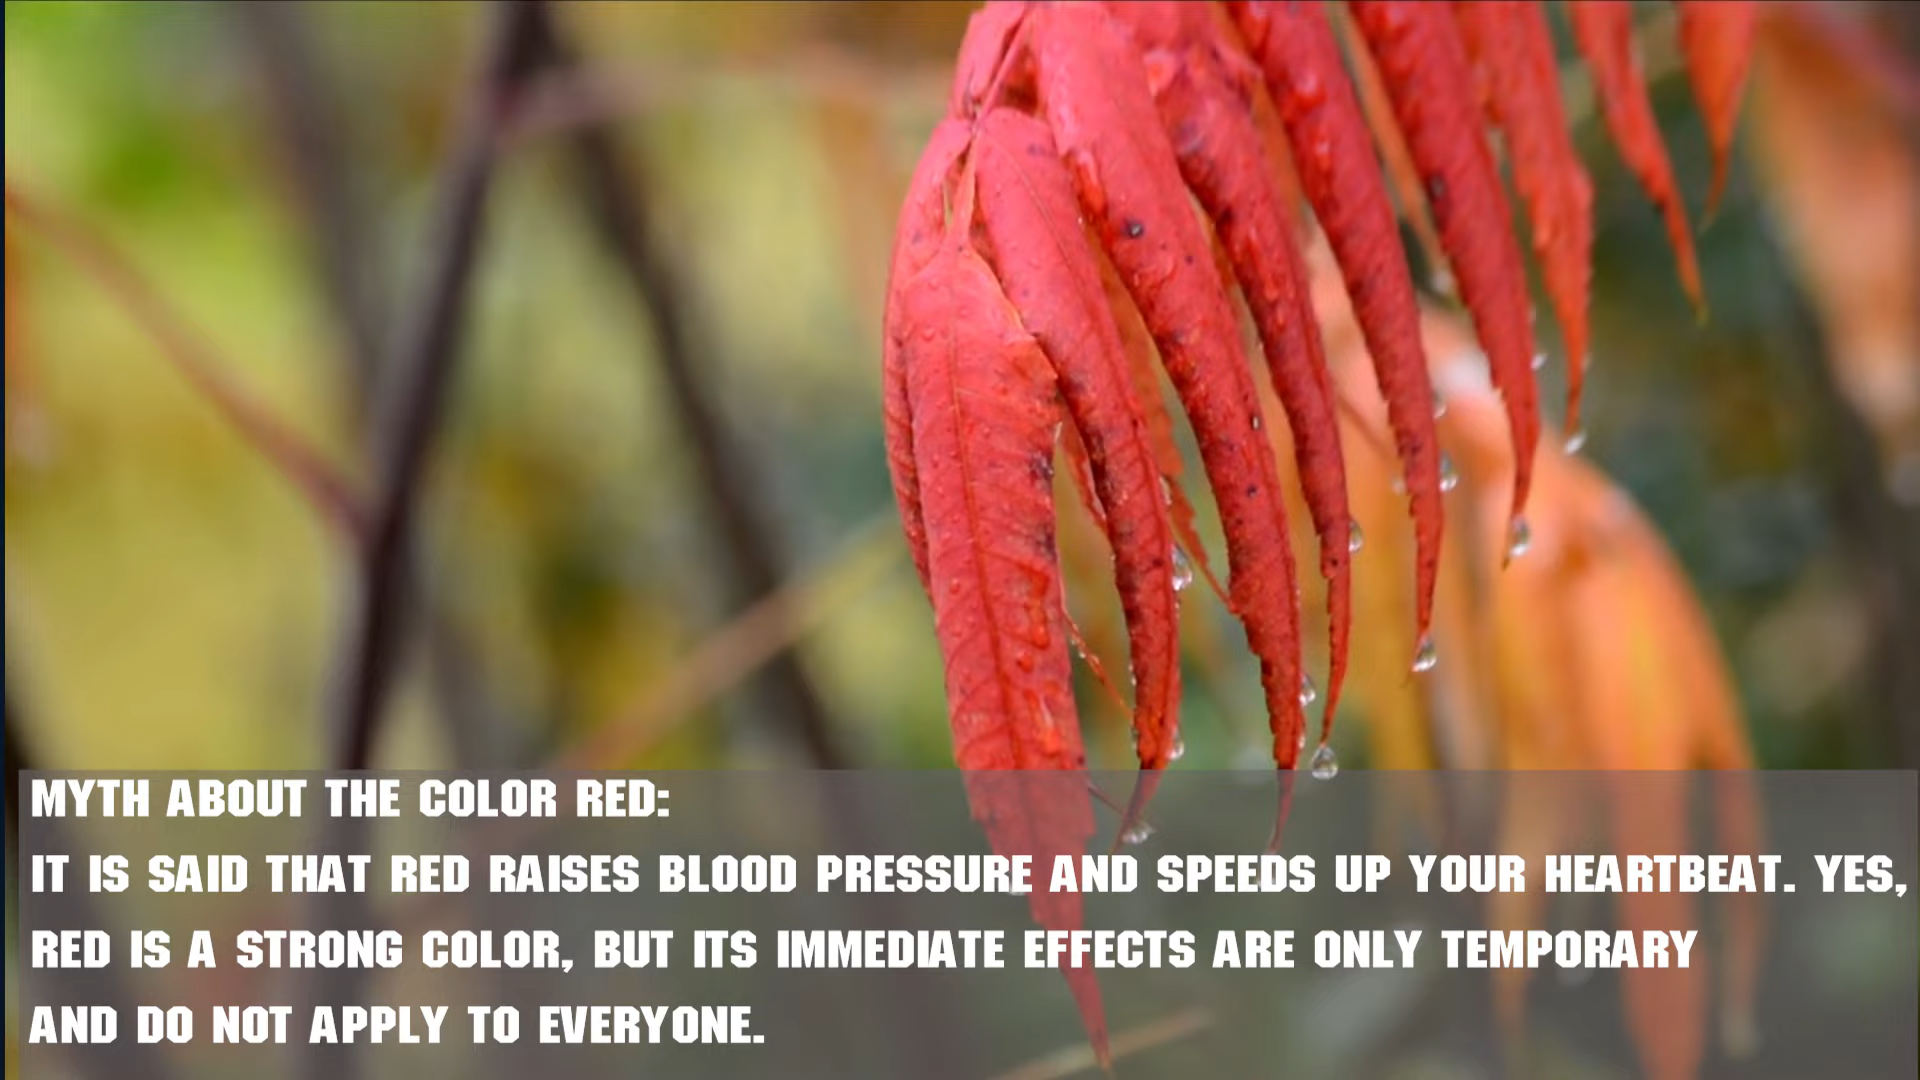 MYTH ABOUT THE COLOR RED:
IT IS SAID THAT RED RAISES BLOOD PRESSURE AND SPEEDS UP YOUR HEARTBEAT. YES,
RED IS A STRONG COLOR, BUT ITS IMMEDIATE EFFECTS ARE ONLY TEMPORARY
AND DO NOT APPLY TO EVERYONE.